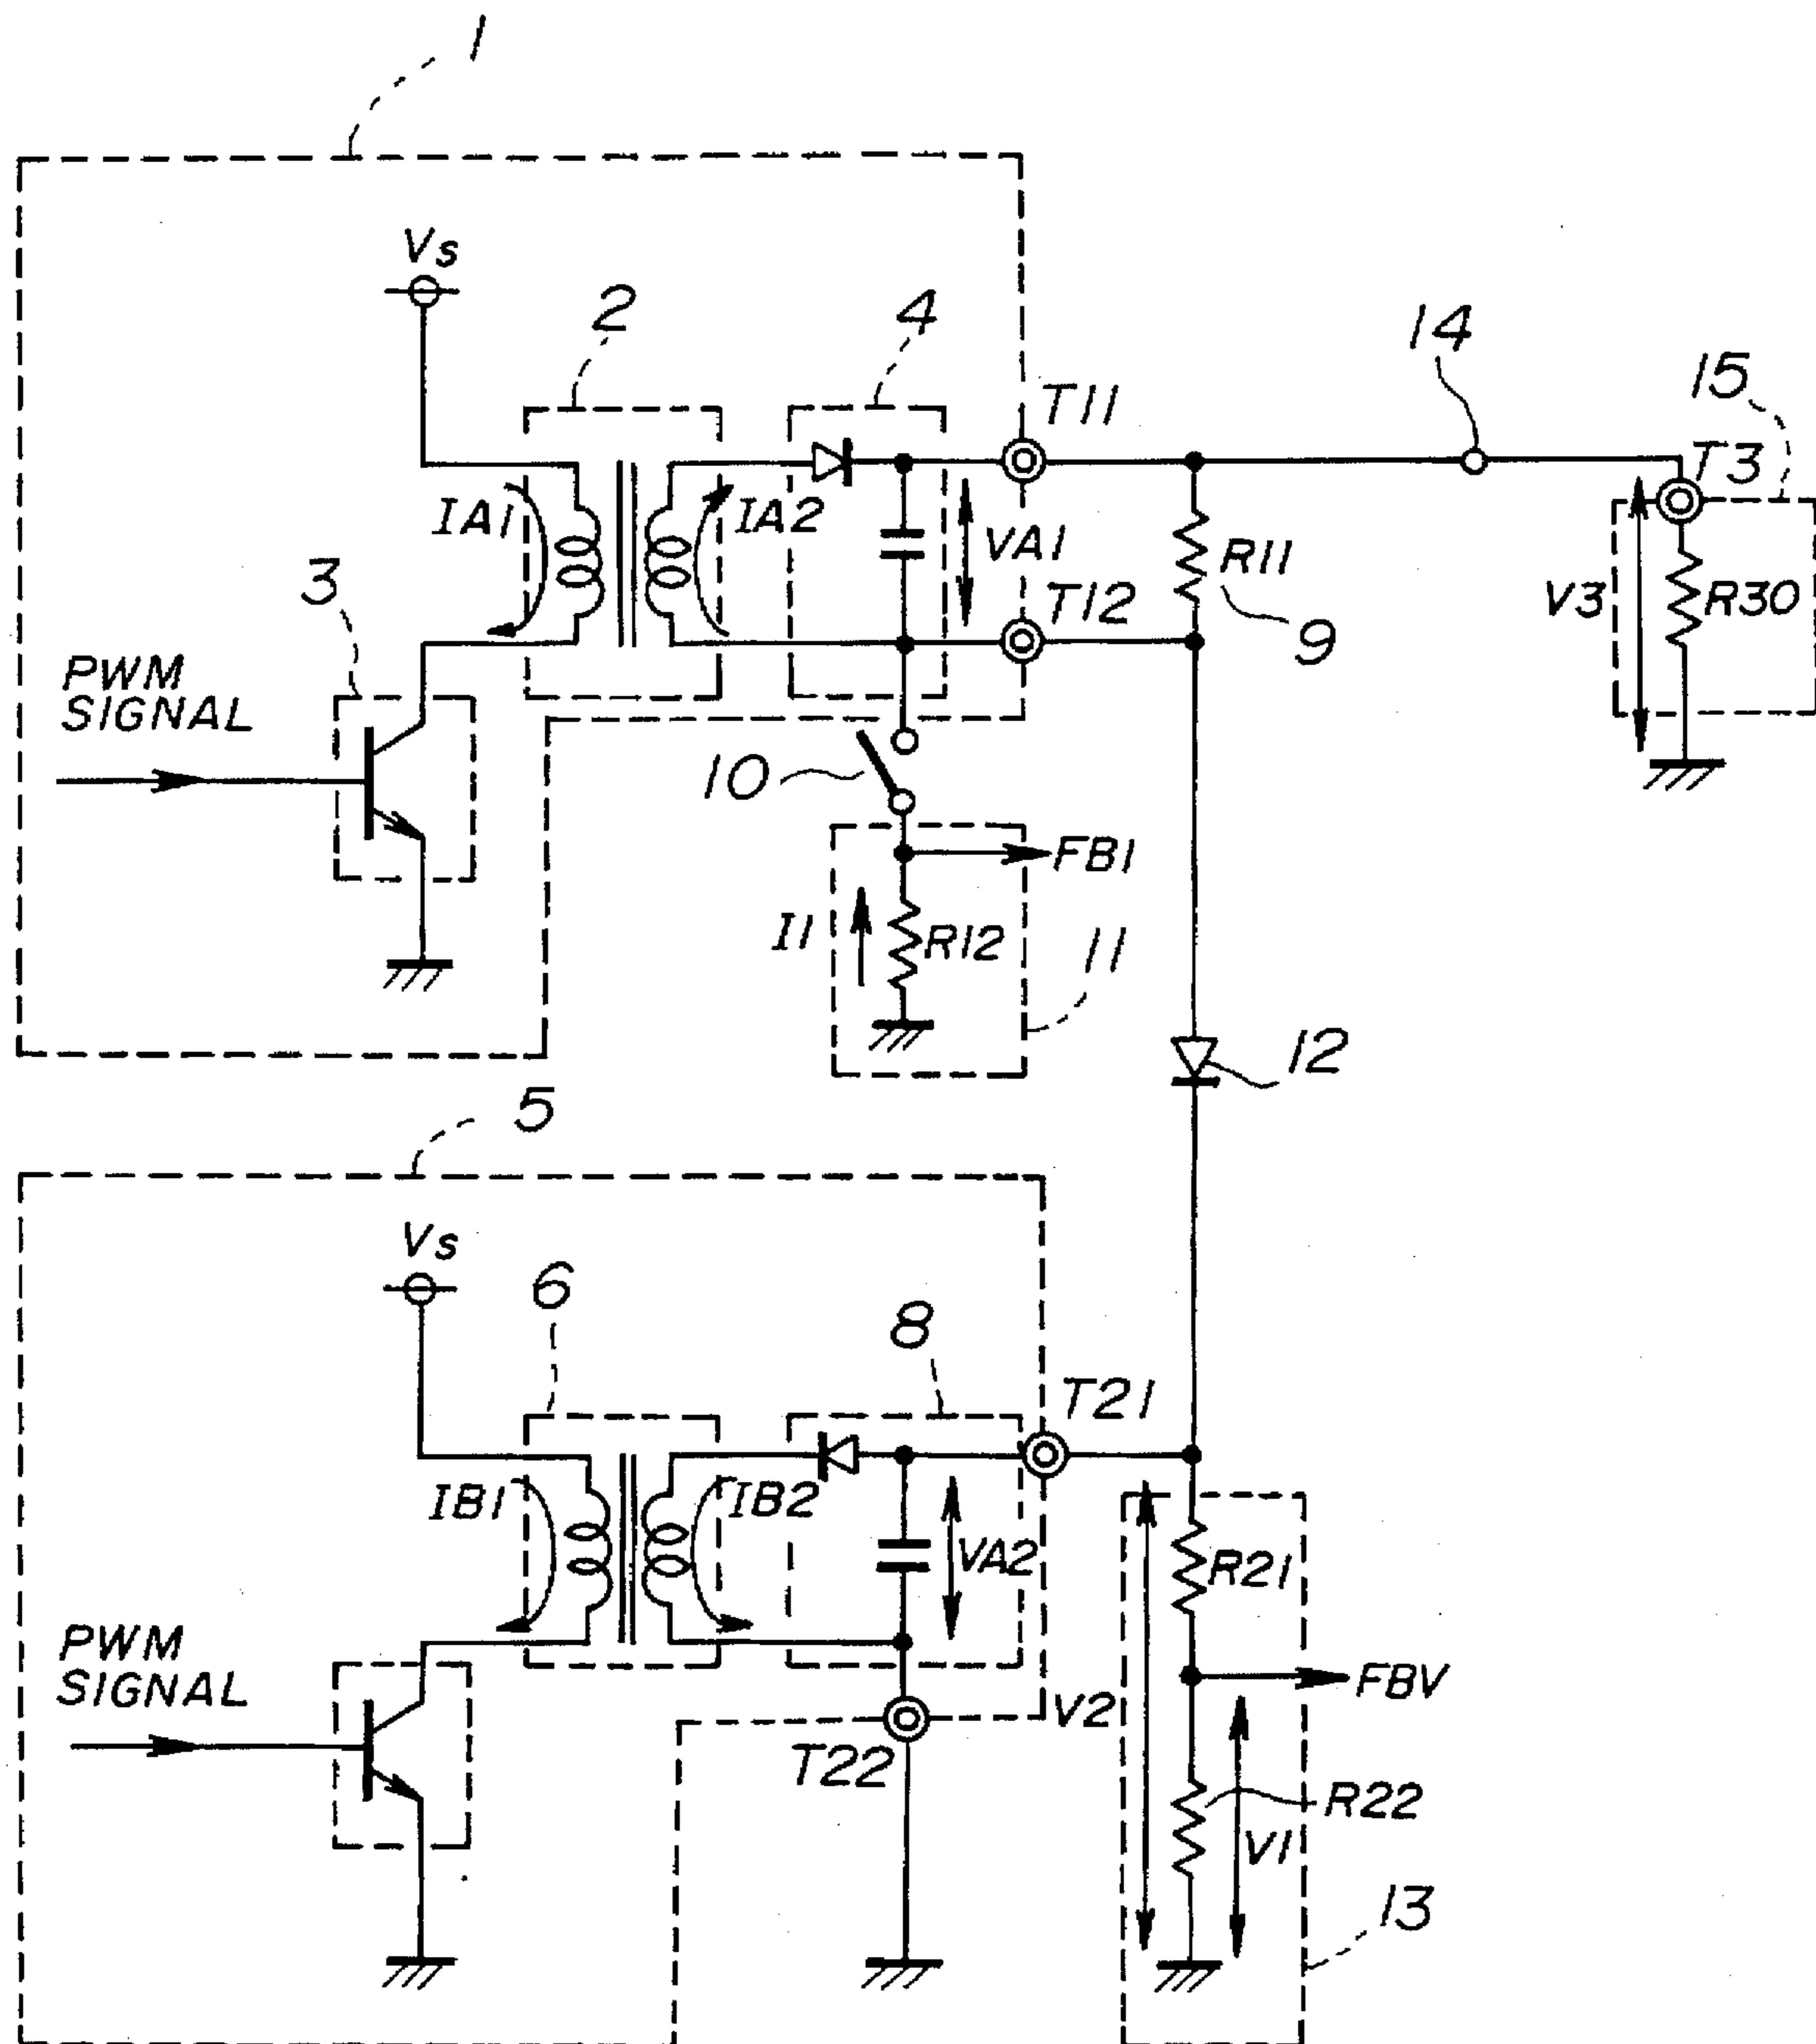 1
Vs
2
4
T11
14
15
T3
IA1
IA2
VA1
R11
V3
R30
3
T12
9
PWM
SIGNAL
10
FB1
I1
R12
11
12
5
Vs
6
8
T21
IB1
IB2
VA2
R21
PWM
SIGNAL
FBV
V2
T22
R22
V1
13